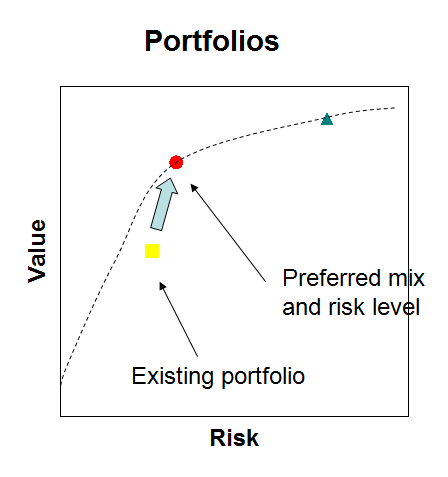 Portfolios
Value
Preferred mix
and risk level
Existing portfolio
Risk